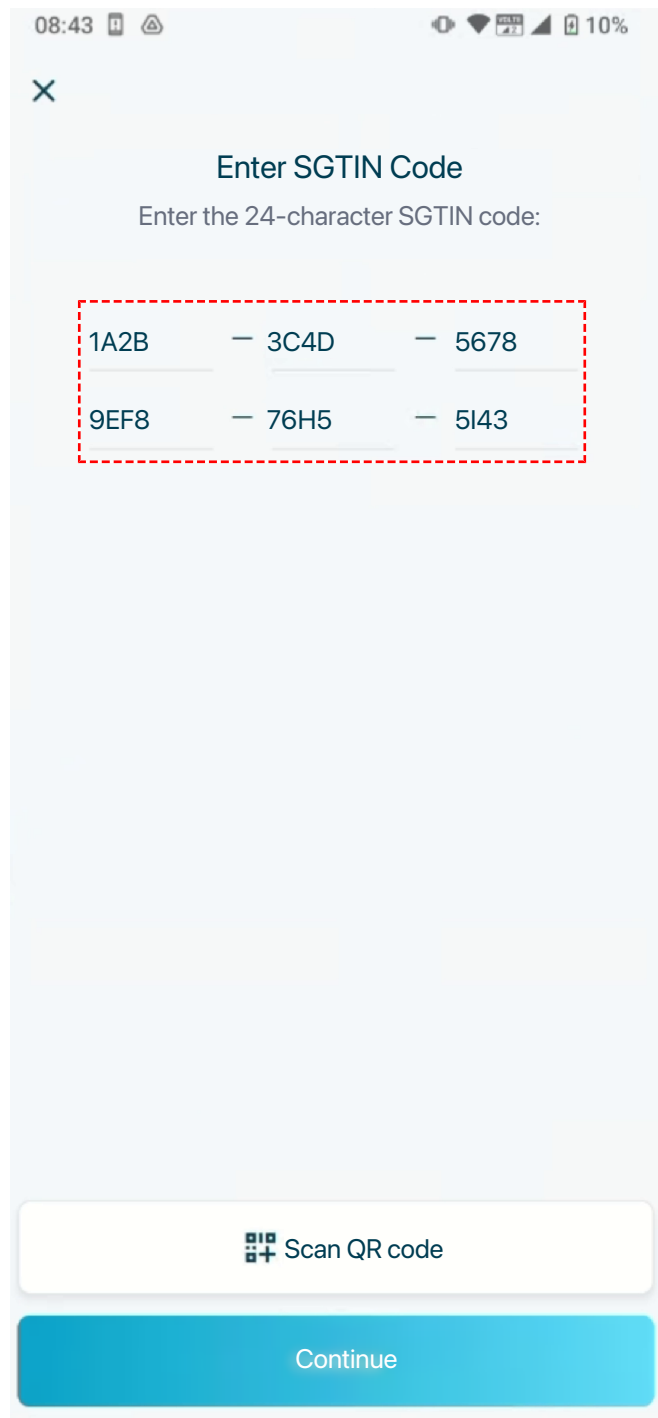 08:43 10%
Enter SGTIN Code
Enter the 24-character SGTIN code:
1A2B — 3C4D — 5678
9EF8 — 76H5 — 5I43
Scan QR code
Continue